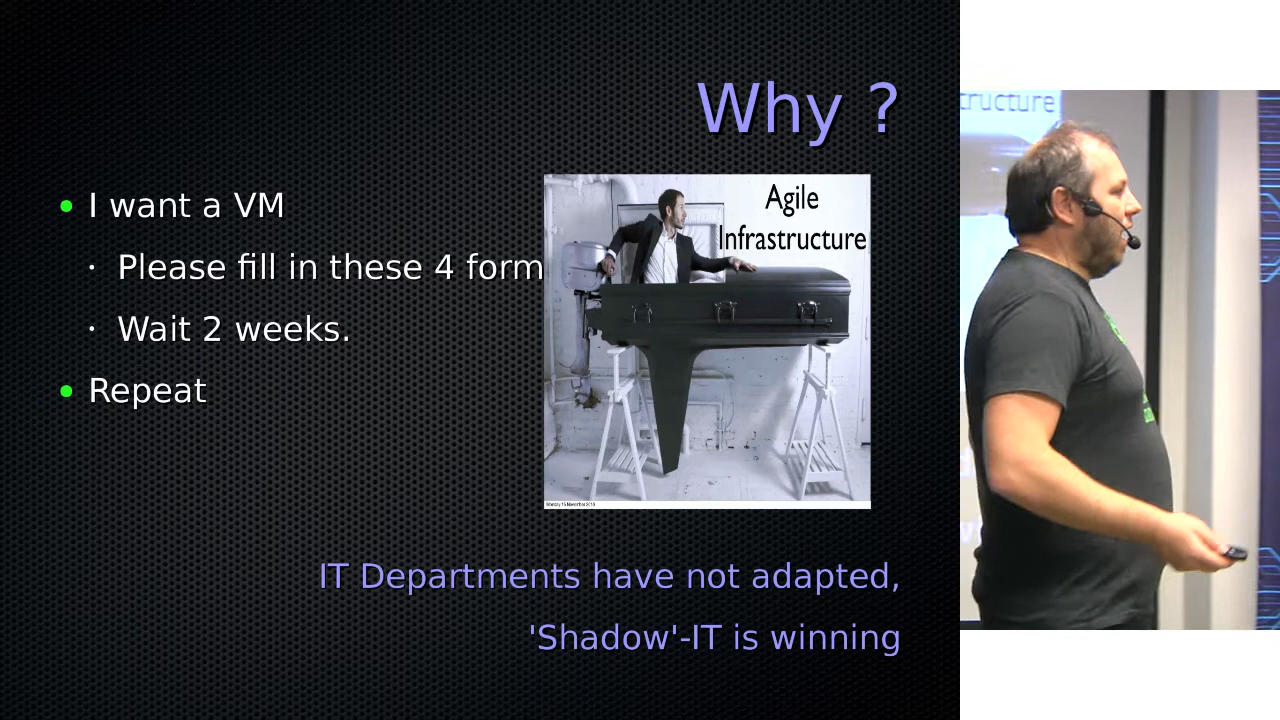 Why ?
I want a VM
Please fill in these 4 form
Wait 2 weeks.
Repeat
Agile
Infrastructure
IT Departments have not adapted,
'Shadow'-IT is winning
tructure